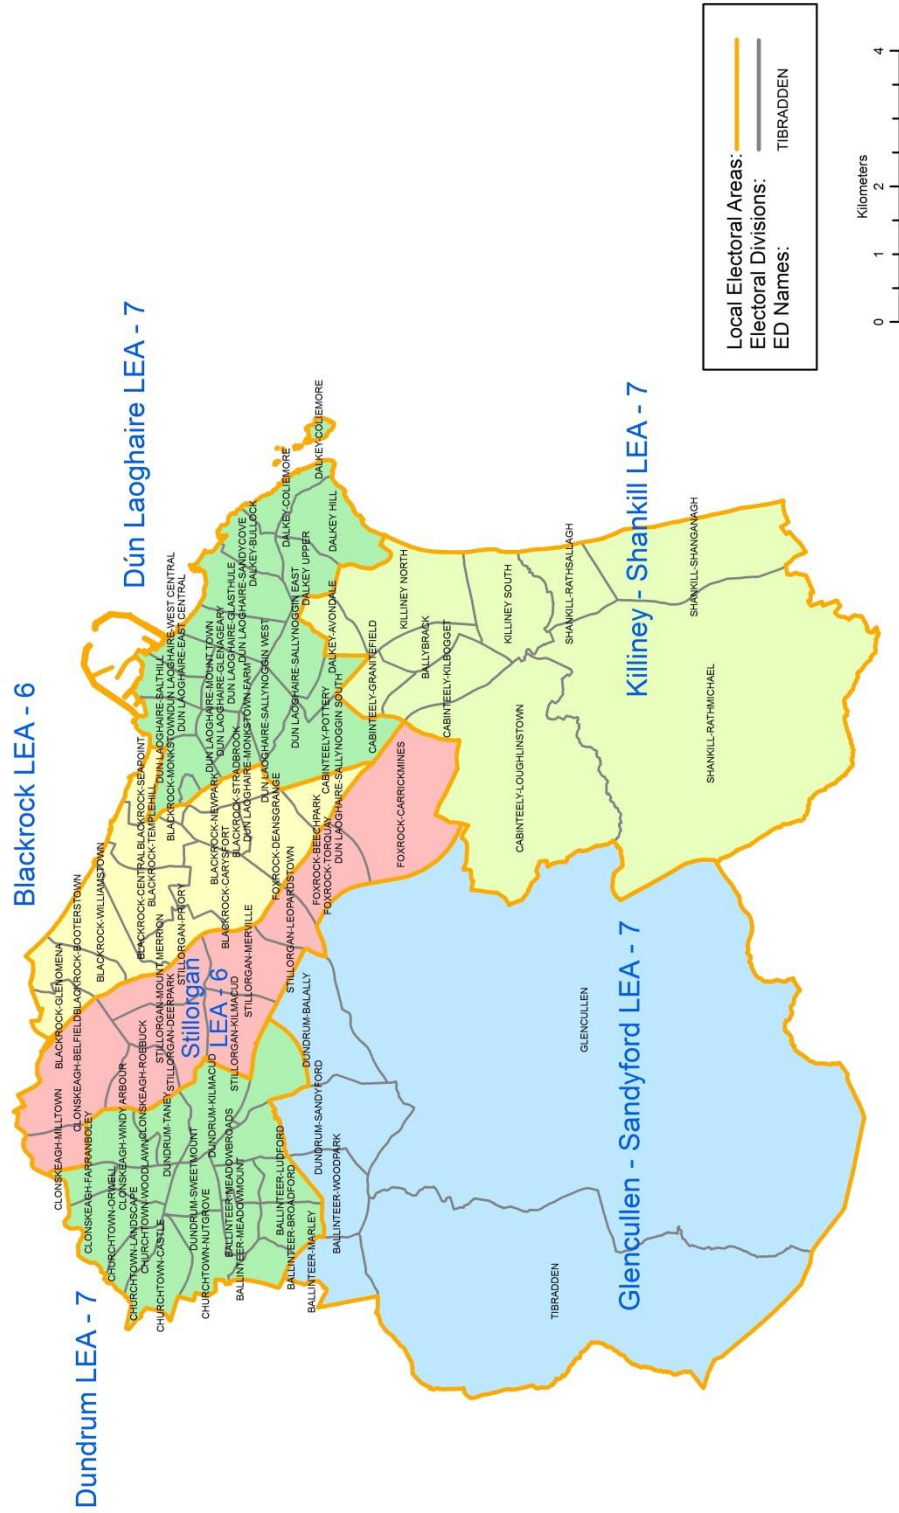 Dundrum LEA - 7
Blackrock LEA - 6
Dún Laoghaire LEA - 7
Stillorgan
LEA - 6
Glencullen - Sandyford LEA - 7
Killiney - Shankill LEA - 7
CLONSKEAGH-MILLTOWN
CLONSKEAGH-FARRANBOLEY
CLONSKEAGH-BELFIELD
CLONSKEAGH-WINDY ARBOUR
CLONSKEAGH-ROEBUCK
CHURCHTOWN-ORWELL
CHURCHTOWN-LANDSCAPE
CHURCHTOWN-WOODLAWN
CHURCHTOWN-CASTLE
CHURCHTOWN-NUTGROVE
DUNDRUM-TANEY
DUNDRUM-SWEETMOUNT
DUNDRUM-KILMACUD
BALLINTEER-MEADOWBROADS
BALLINTEER-MEADOWMOUNT
BALLINTEER-LUDFORD
BALLINTEER-BROADFORD
BALLINTEER-MARLEY
BALLINTEER-WOODPARK
DUNDRUM-SANDYFORD
DUNDRUM-BALALLY
TIBRADDEN
GLENCULLEN
BLACKROCK-GLENOMENA
BLACKROCK-BOOTERSTOWN
BLACKROCK-WILLIAMSTOWN
BLACKROCK-CENTRAL
BLACKROCK-SEAPOINT
BLACKROCK-TEMPLEHILL
BLACKROCK-MONKSTOWN
BLACKROCK-NEWPARK
BLACKROCK-CARYSFORT
BLACKROCK-STRADBROOK
STILLORGAN-MOUNT MERRION
STILLORGAN-DEERPARK
STILLORGAN-PRIORY
STILLORGAN-KILMACUD
STILLORGAN-MERVILLE
STILLORGAN-LEOPARDSTOWN
FOXROCK-DEANSGRANGE
FOXROCK-BEECHPARK
FOXROCK-TORQUAY
FOXROCK-CARRICKMINES
DUN LAOGHAIRE-SALTHILL
DUN LAOGHAIRE-WEST CENTRAL
DUN LAOGHAIRE-EAST CENTRAL
DUN LAOGHAIRE-MOUNT TOWN
DUN LAOGHAIRE-GLENAGEARY
DUN LAOGHAIRE-GLASTHULE
DUN LAOGHAIRE-SANDYCOVE
DUN LAOGHAIRE-MONKSTOWN FARM
DUN LAOGHAIRE-SALLYNOGGIN WEST
DUN LAOGHAIRE-SALLYNOGGIN EAST
DUN LAOGHAIRE-SALLYNOGGIN SOUTH
DALKEY-BULLOCK
DALKEY-COLIEMORE
DALKEY-COLIEMORE
DALKEY UPPER
DALKEY HILL
DALKEY-AVONDALE
CABINTEELY-POTTERY
CABINTEELY-GRANITEFIELD
CABINTEELY-KILBOGGET
CABINTEELY-LOUGHLINSTOWN
BALLYBRACK
KILLINEY NORTH
KILLINEY SOUTH
SHANKILL-RATHSALLAGH
SHANKILL-SHANGANAGH
SHANKILL-RATHMICHAEL
Local Electoral Areas:
Electoral Divisions:
ED Names: TIBRADDEN
Kilometers
0 1 2 4